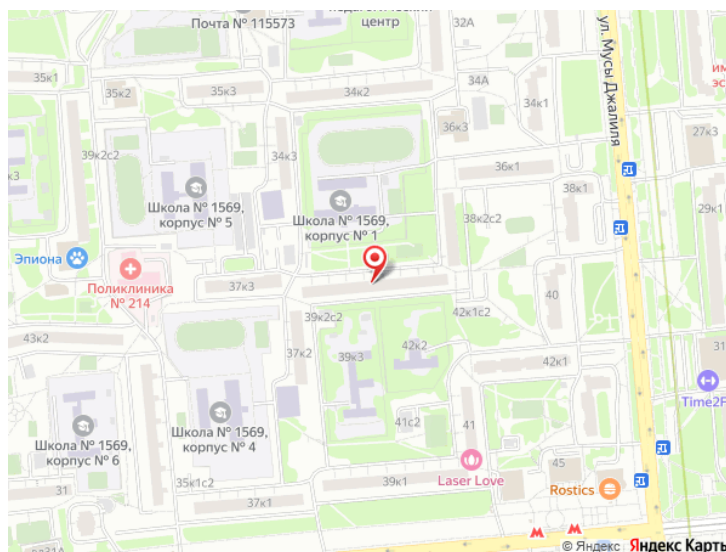 Почта № 115573
центр
32А
ул. Мусы Джалиля
35к1
35к2
35к3
34к2
34А
34к1
36к3
27к3
39к2с2
34к3
36к1
38к1
29к1
Школа № 1569,
корпус № 5
Школа № 1569,
корпус № 1
38к2с2
Эпиона
Поликлиника
№ 214
37к3
40
39к2с2
42к1с2
43к2
37к2
39к3
42к2
42к1
31
Time2F
41с2
41
Школа № 1569,
корпус № 6
Школа № 1569,
корпус № 4
Laser Love
45
Rostics
31
35к1с2
37к1
39к1
© Яндекс Яндекс Карты